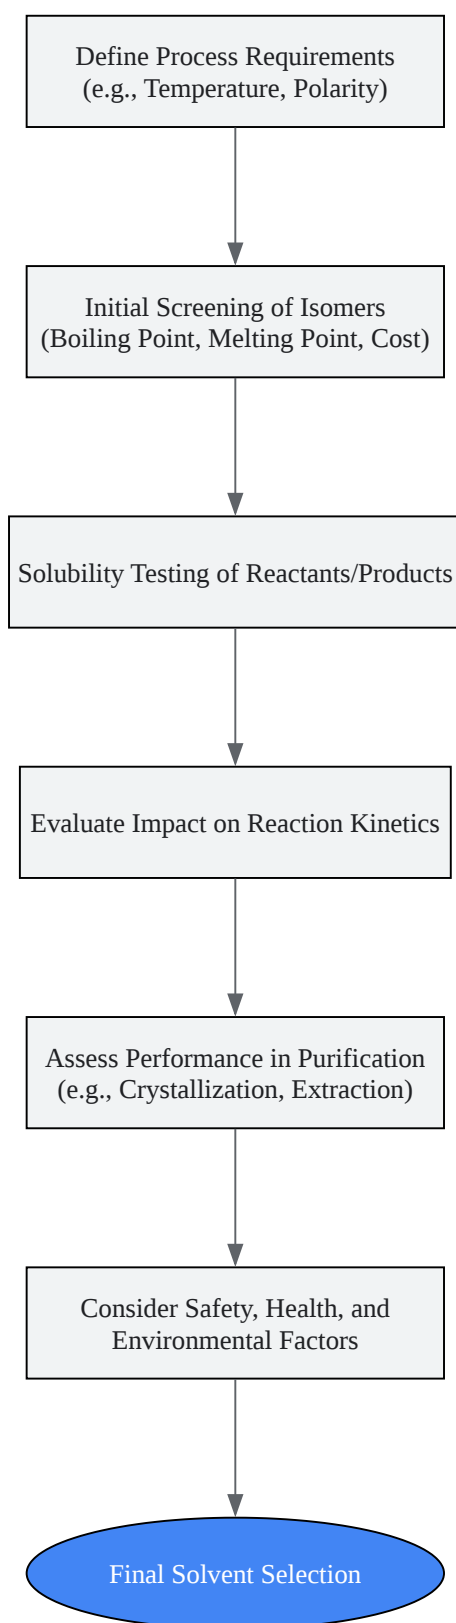 Define Process Requirements
(e.g., Temperature, Polarity)
Initial Screening of Isomers
(Boiling Point, Melting Point, Cost)
Solubility Testing of Reactants/Products
Evaluate Impact on Reaction Kinetics
Assess Performance in Purification
(e.g., Crystallization, Extraction)
Consider Safety, Health, and
Environmental Factors
Final Solvent Selection